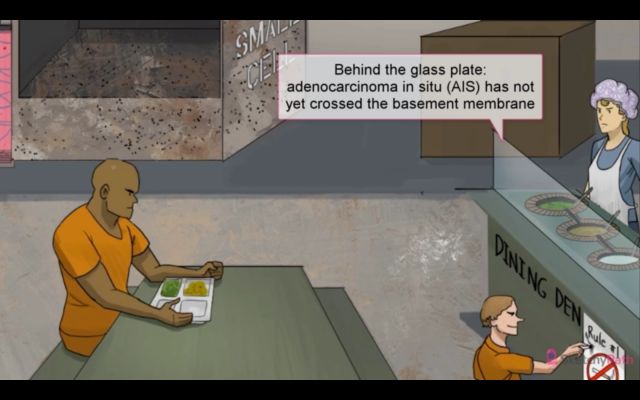 SMALL
CELL
Behind the glass plate:
adenocarcinoma in situ (AIS) has not
yet crossed the basement membrane
DINING DEN
Rule #1